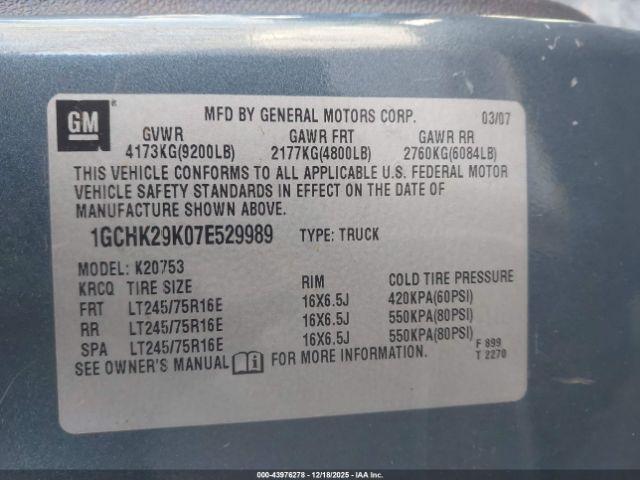 GM
MFD BY GENERAL MOTORS CORP. 03/07
GVWR GAWR FRT GAWR RR
4173KG(9200LB) 2177KG(4800LB) 2760KG(6084LB)
THIS VEHICLE CONFORMS TO ALL APPLICABLE U.S. FEDERAL MOTOR
VEHICLE SAFETY STANDARDS IN EFFECT ON THE DATE OF
MANUFACTURE SHOWN ABOVE.
1GCHK29K07E529989 TYPE: TRUCK
MODEL: K20753
KRCQ TIRE SIZE RIM COLD TIRE PRESSURE
FRT LT245/75R16E 16X6.5J 420KPA(60PSI)
RR LT245/75R16E 16X6.5J 550KPA(80PSI)
SPA LT245/75R16E 16X6.5J 550KPA(80PSI)
SEE OWNER'S MANUAL FOR MORE INFORMATION.
F 899
T 2270
000-43976278 - 12/18/2025 - IAA, Inc.